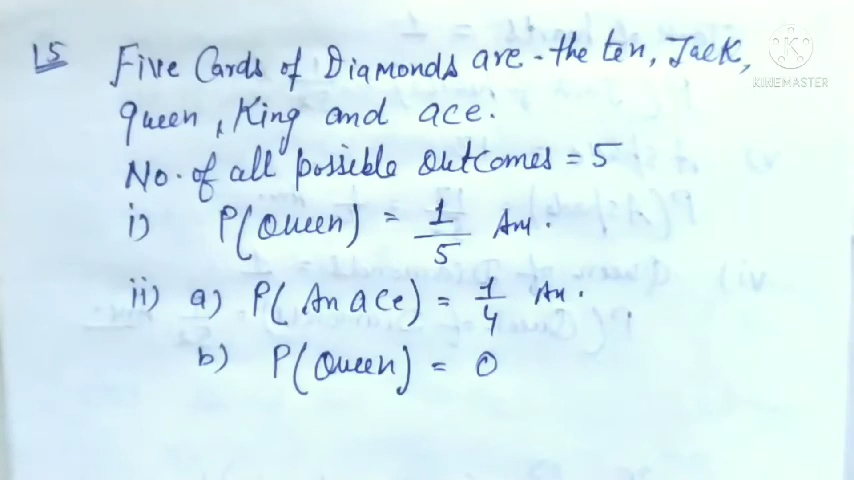 15 Five Cards of Diamonds are the ten, Jack,
queen, King and ace.
No. of all possible Outcomes = 5
i) P(Queen) = 1/5 Ans.
ii) a) P(An ace) = 1/4 An.
b) P(Queen) = 0
KINEMASTER